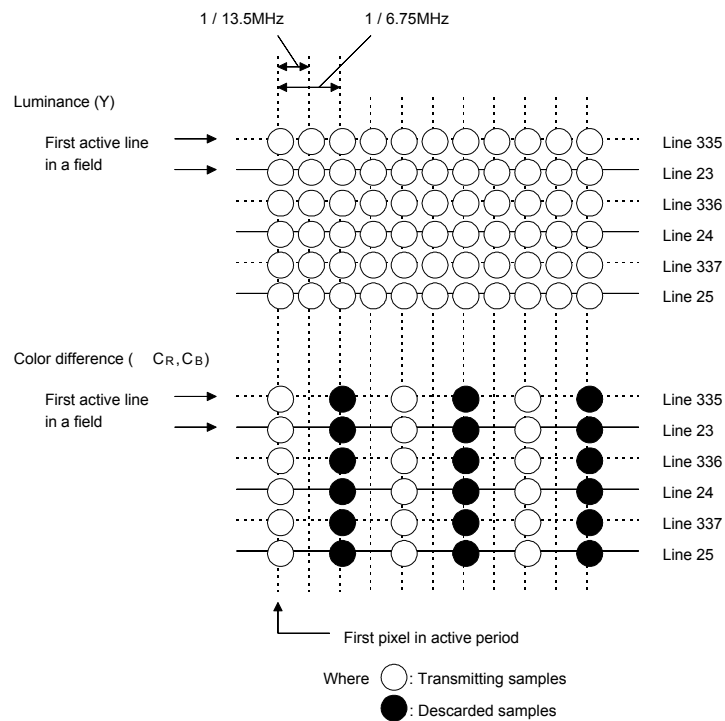 1 / 13.5MHz
1 / 6.75MHz
Luminance (Y)
First active line
in a field
Line 335
Line 23
Line 336
Line 24
Line 337
Line 25
Color difference ( CR,CB)
First active line
in a field
Line 335
Line 23
Line 336
Line 24
Line 337
Line 25
First pixel in active period
Where : Transmitting samples
: Descarded samples